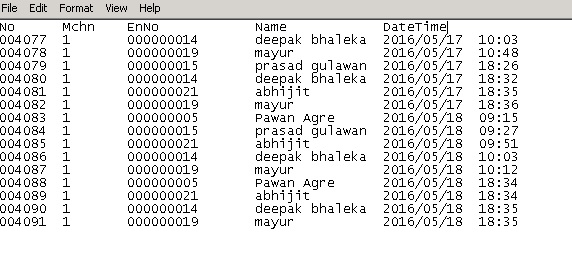 File Edit Format View Help
No Mchn EnNo Name DateTime
004077 1 000000014 deepak bhaleka 2016/05/17 10:03
004078 1 000000019 mayur 2016/05/17 10:48
004079 1 000000015 prasad gulawan 2016/05/17 18:26
004080 1 000000014 deepak bhaleka 2016/05/17 18:32
004081 1 000000021 abhijit 2016/05/17 18:35
004082 1 000000019 mayur 2016/05/17 18:36
004083 1 000000005 Pawan Agre 2016/05/18 09:15
004084 1 000000015 prasad gulawan 2016/05/18 09:27
004085 1 000000021 abhijit 2016/05/18 09:51
004086 1 000000014 deepak bhaleka 2016/05/18 10:03
004087 1 000000019 mayur 2016/05/18 10:12
004088 1 000000005 Pawan Agre 2016/05/18 18:34
004089 1 000000021 abhijit 2016/05/18 18:34
004090 1 000000014 deepak bhaleka 2016/05/18 18:35
004091 1 000000019 mayur 2016/05/18 18:35